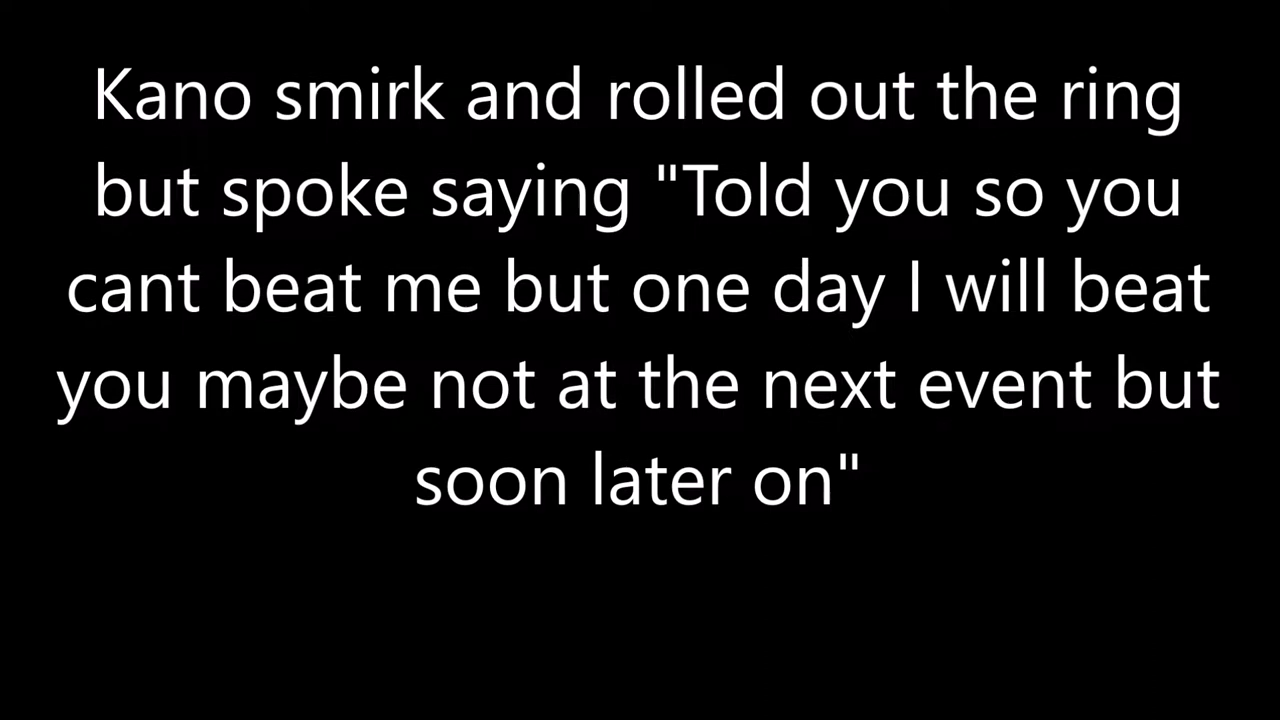 Kano smirk and rolled out the ring
but spoke saying "Told you so you
cant beat me but one day I will beat
you maybe not at the next event but
soon later on"